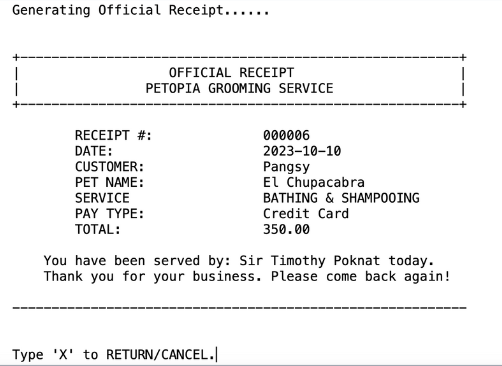 Generating Official Receipt......
+--------------------------------------------------------+
| OFFICIAL RECEIPT |
| PETOPIA GROOMING SERVICE |
+--------------------------------------------------------+
RECEIPT #: 000006
DATE: 2023-10-10
CUSTOMER: Pangsy
PET NAME: El Chupacabra
SERVICE BATHING & SHAMPOOING
PAY TYPE: Credit Card
TOTAL: 350.00
You have been served by: Sir Timothy Poknat today.
Thank you for your business. Please come back again!
----------------------------------------------------------
Type 'X' to RETURN/CANCEL.